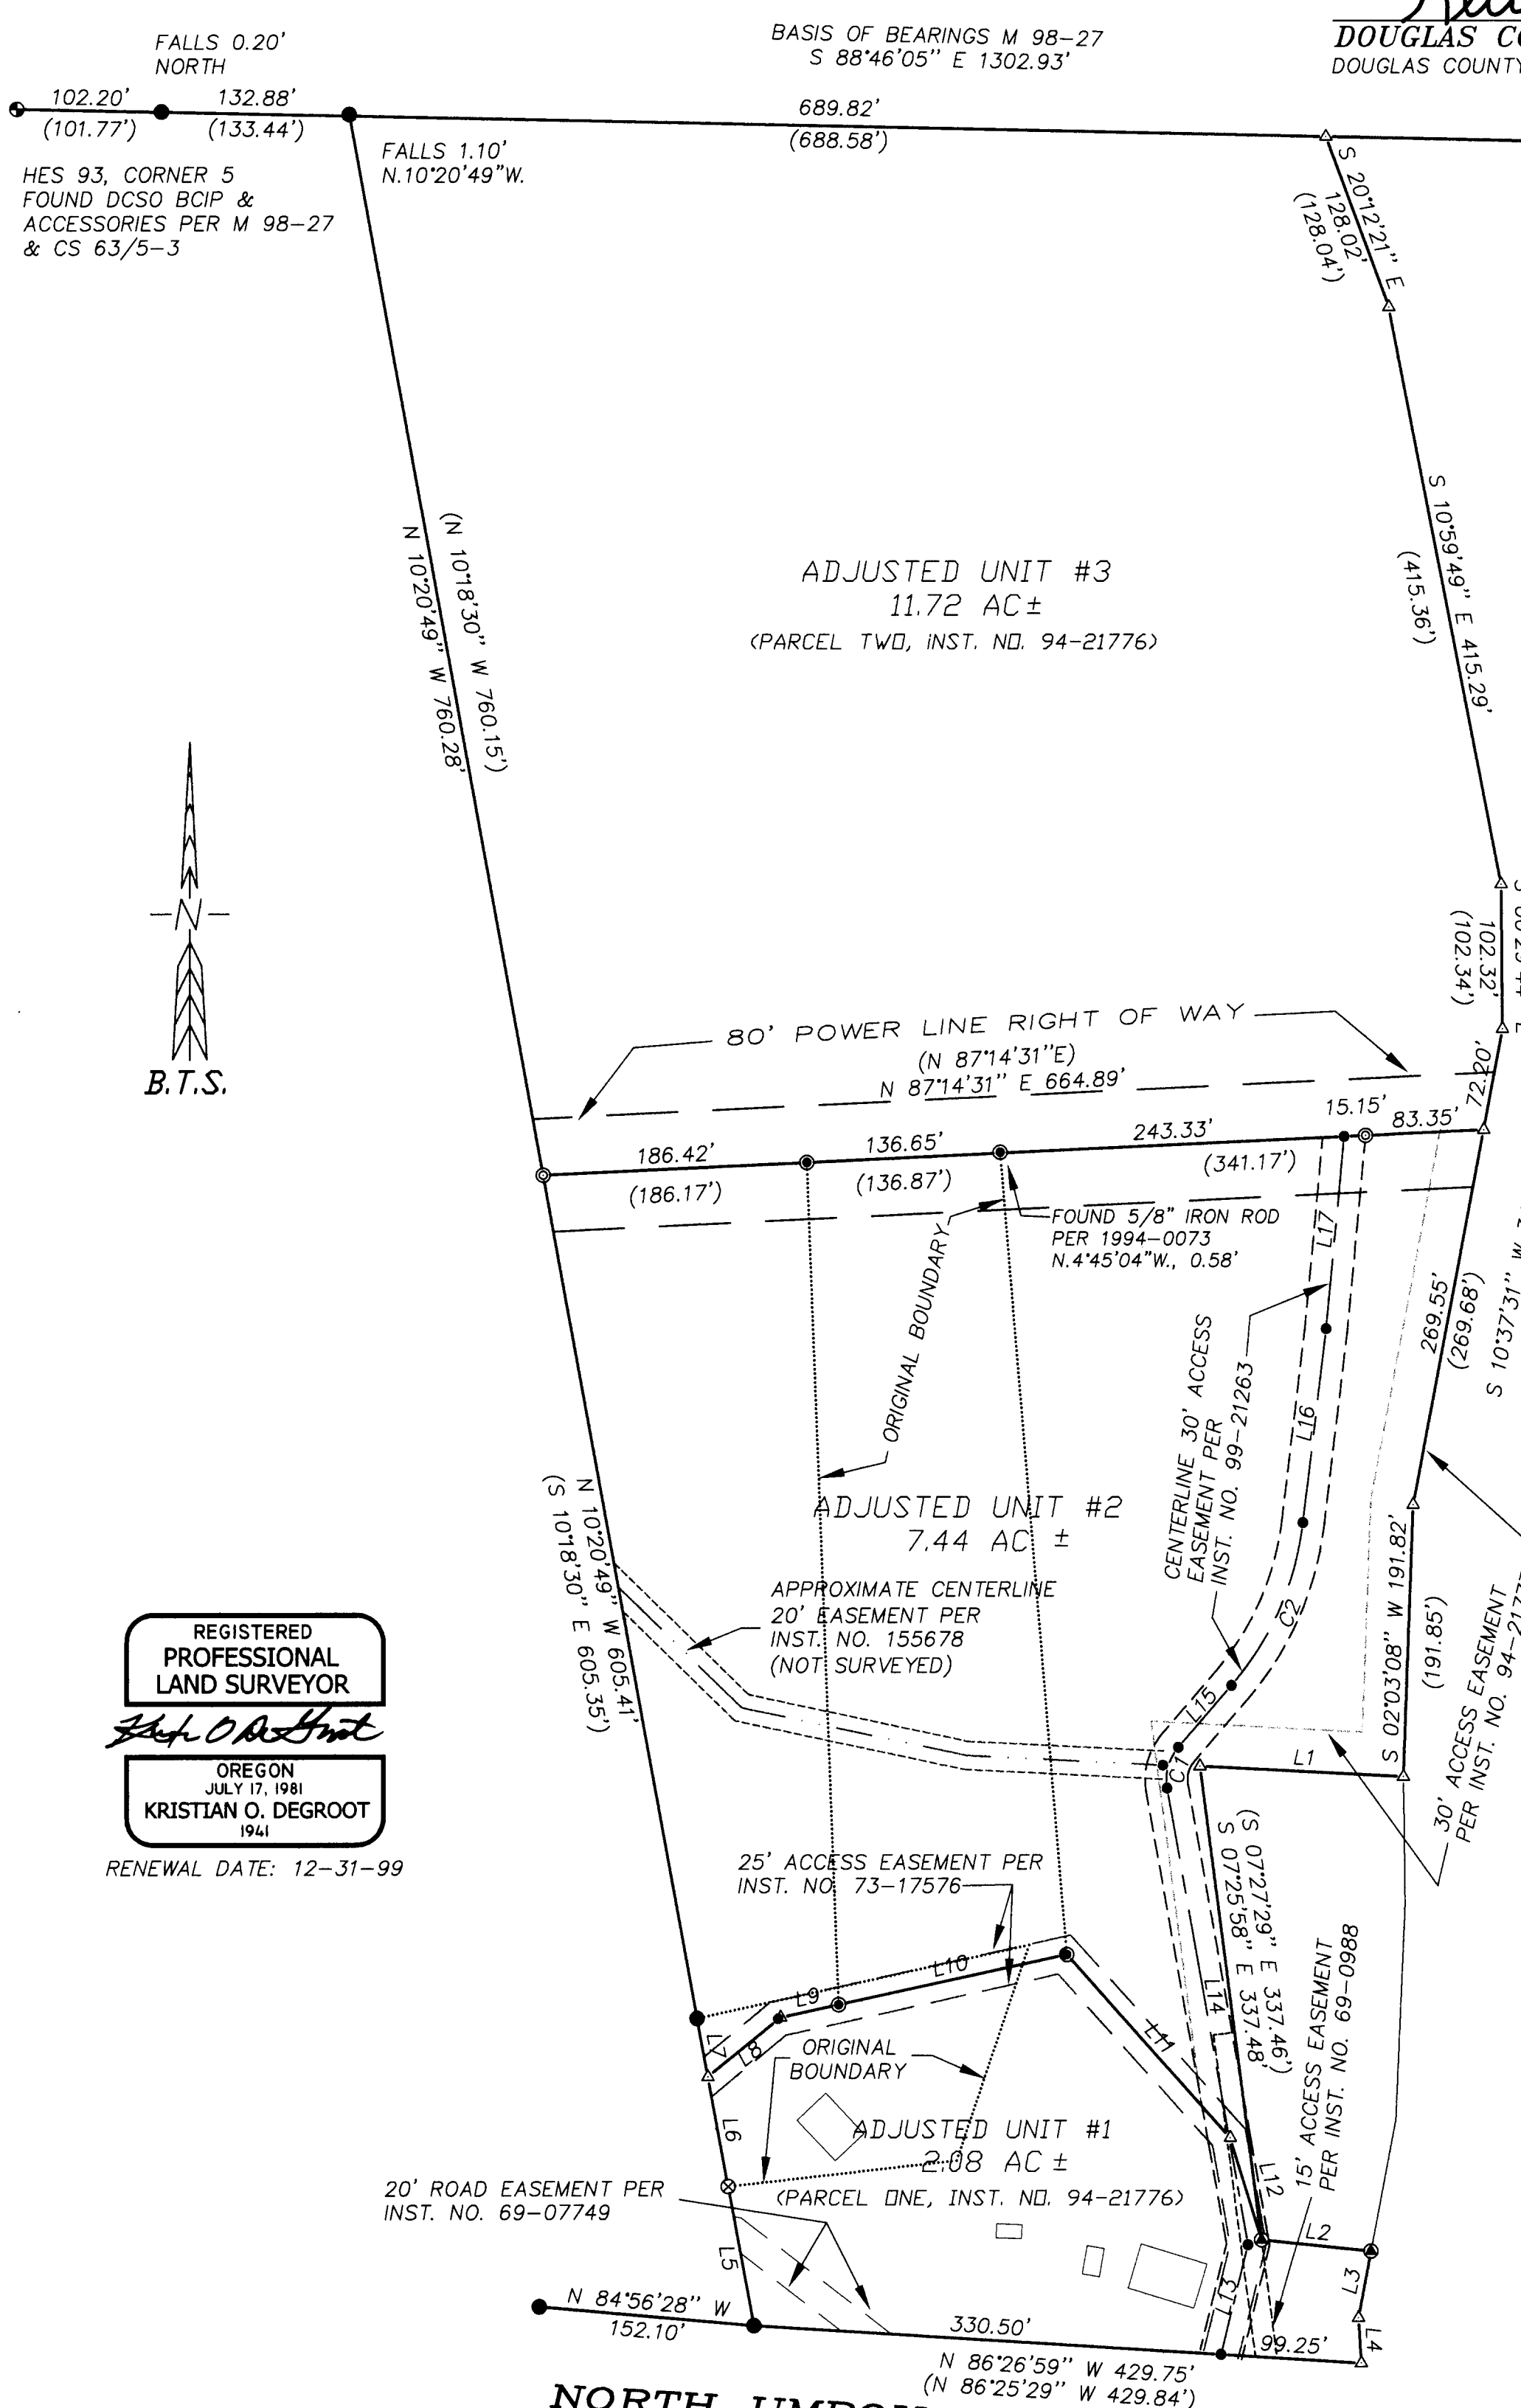 FALLS 0.20'
NORTH
BASIS OF BEARINGS M 98-27
S 88°46'05" E 1302.93'
DOUGLAS CO
DOUGLAS COUNTY
102.20'
(101.77')
132.88'
(133.44')
689.82'
(688.58')
FALLS 1.10'
N.10°20'49"W.
HES 93, CORNER 5
FOUND DCSO BCIP &
ACCESSORIES PER M 98-27
& CS 63/5-3
S 20°12'21" E
128.02'
(128.04')
S 10°59'49" E 415.29'
(415.36')
(N 10°18'30" W 760.15')
N 10°20'49" W 760.28'
ADJUSTED UNIT #3
11.72 AC±
(PARCEL TWO, INST. NO. 94-21776)
N
B.T.S.
102.32'
(102.34')
72.20'
80' POWER LINE RIGHT OF WAY
(N 87°14'31"E)
N 87°14'31" E 664.89'
186.42'
(186.17')
136.65'
(136.87')
243.33'
(341.17')
15.15'
83.35'
FOUND 5/8" IRON ROD
PER 1994-0073
N.4°45'04"W., 0.58'
ORIGINAL BOUNDARY
L17
CENTERLINE 30' ACCESS
EASEMENT PER
INST. NO. 99-21263
L16
269.55'
(269.68')
S 10°37'31" W
N 10°20'49" W 605.41'
(S 10°18'30" E 605.35')
ADJUSTED UNIT #2
7.44 AC ±
APPROXIMATE CENTERLINE
20' EASEMENT PER
INST. NO. 155678
(NOT SURVEYED)
C2
L15
C1
L1
S 02°03'08" W 191.82'
(191.85')
30' ACCESS EASEMENT
PER INST. NO. 94-2177
REGISTERED
PROFESSIONAL
LAND SURVEYOR
OREGON
JULY 17, 1981
KRISTIAN O. DEGROOT
1941
RENEWAL DATE: 12-31-99
25' ACCESS EASEMENT PER
INST. NO. 73-17576
(S 07°27'29" E 337.46')
S 07°25'58" E 337.48'
L14
15' ACCESS EASEMENT
PER INST. NO. 69-0988
L10
L9
L8
L7
L11
ORIGINAL
BOUNDARY
L6
ADJUSTED UNIT #1
2.08 AC ±
(PARCEL ONE, INST. NO. 94-21776)
20' ROAD EASEMENT PER
INST. NO. 69-07749
L12
L2
L3
L5
L13
L4
N 84°56'28" W
152.10'
330.50'
99.25'
N 86°26'59" W 429.75'
(N 86°25'29" W 429.84')